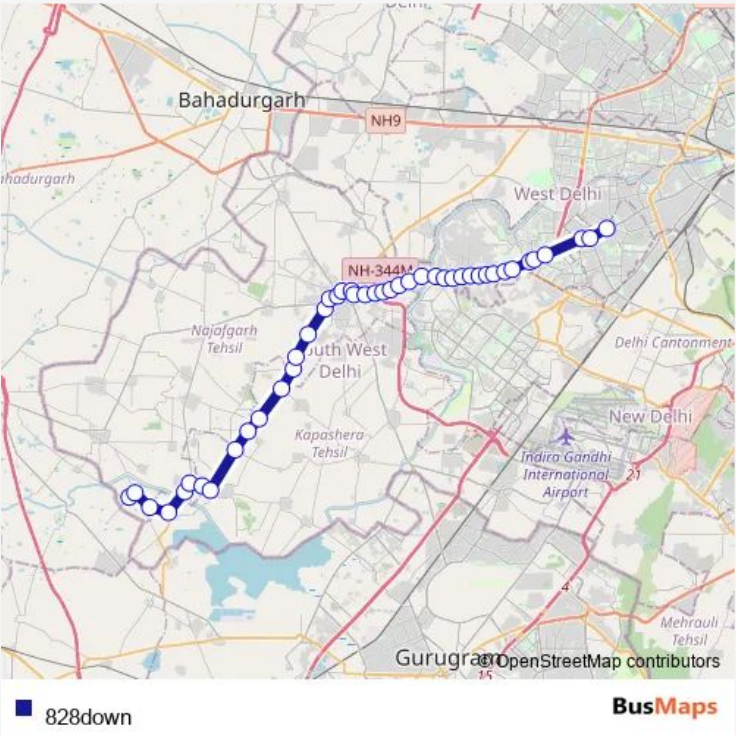 Delhi
Bahadurgarh
NH9
ahadurgarh
West Delhi
NH-344M
Najafgarh
Tehsil
outh West
Delhi
Delhi Cantonment
New Delhi
Kapashera
Tehsil
Indira Gandhi
International
Airport
21
4
Mehrauli
Tehsil
Gurugram
© OpenStreetMap contributors
15
828down
BusMaps